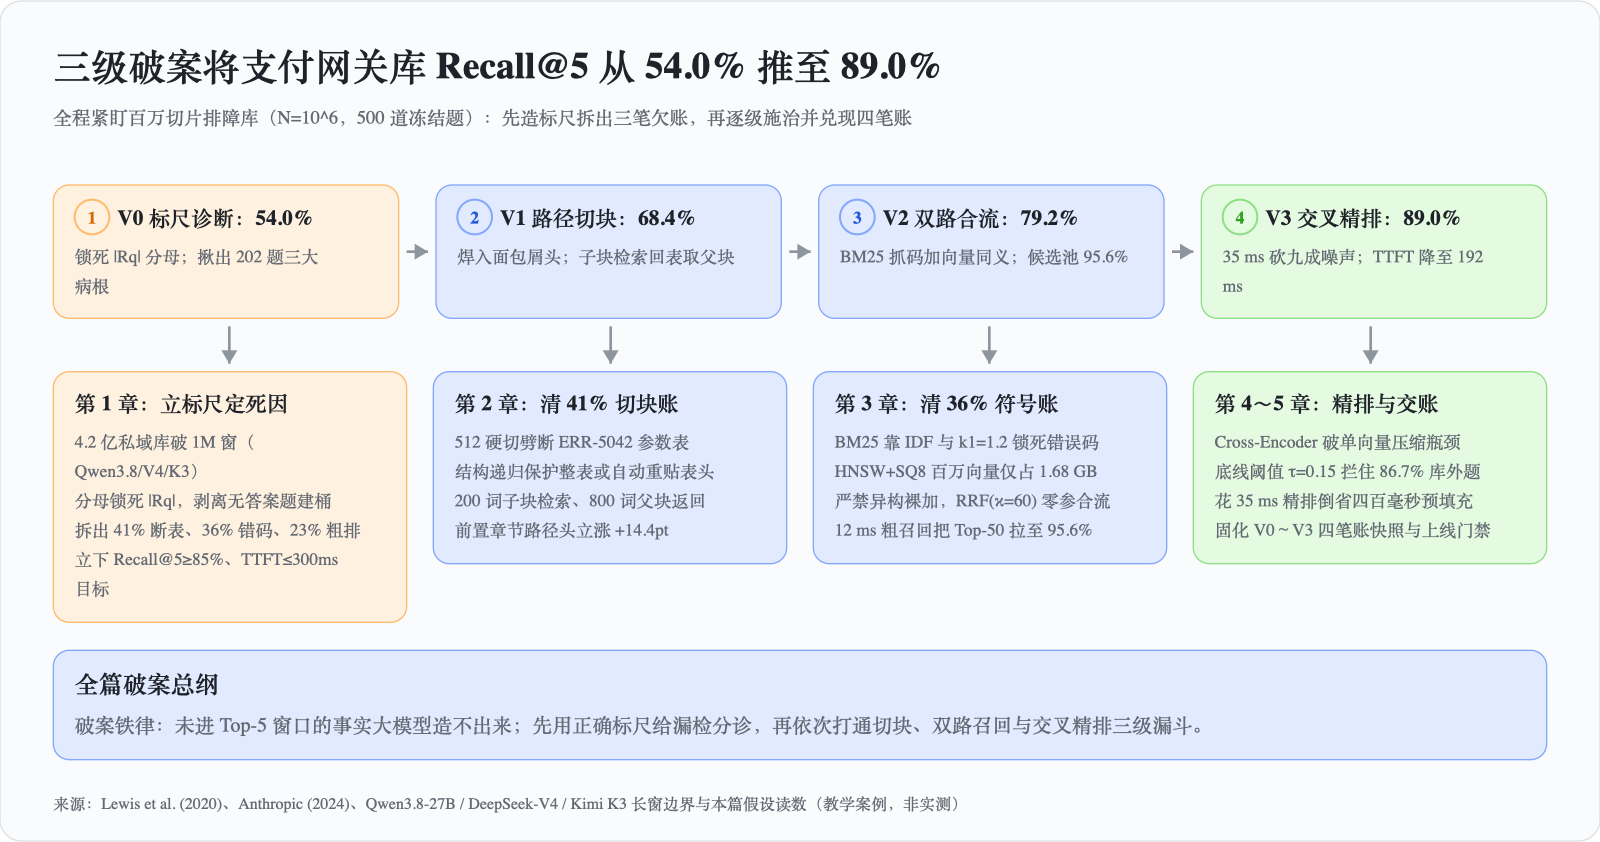 三级破案将支付网关库 Recall@5 从 54.0% 推至 89.0%
全程紧盯百万切片排障库（N=10^6，500 道冻结题）：先造标尺拆出三笔欠账，再逐级施治并兑现四笔账
1 V0 标尺诊断：54.0%
锁死 |Rq| 分母；揪出 202 题三大
病根
2 V1 路径切块：68.4%
焊入面包屑头；子块检索回表取父块
3 V2 双路合流：79.2%
BM25 抓码加向量同义；候选池 95.6%
4 V3 交叉精排：89.0%
35 ms 砍九成噪声；TTFT 降至 192
ms
第 1 章：立标尺定死因
4.2 亿私域库破 1M 窗（
Qwen3.8/V4/K3）
分母锁死 |Rq|，剥离无答案题建桶
拆出 41% 断表、36% 错码、23% 粗排
立下 Recall@5≥85%、TTFT≤300ms
目标
第 2 章：清 41% 切块账
512 硬切劈断 ERR-5042 参数表
结构递归保护整表或自动重贴表头
200 词子块检索、800 词父块返回
前置章节路径头立涨 +14.4pt
第 3 章：清 36% 符号账
BM25 靠 IDF 与 k1=1.2 锁死错误码
HNSW+SQ8 百万向量仅占 1.68 GB
严禁异构裸加，RRF(κ=60) 零参合流
12 ms 粗召回把 Top-50 拉至 95.6%
第 4～5 章：精排与交账
Cross-Encoder 破单向量压缩瓶颈
底线阈值 τ=0.15 拦住 86.7% 库外题
花 35 ms 精排倒省四百毫秒预填充
固化 V0 ~ V3 四笔账快照与上线门禁
全篇破案总纲
破案铁律：未进 Top-5 窗口的事实大模型造不出来；先用正确标尺给漏检分诊，再依次打通切块、双路召回与交叉精排三级漏斗。
来源：Lewis et al. (2020)、Anthropic (2024)、Qwen3.8-27B / DeepSeek-V4 / Kimi K3 长窗边界与本篇假设读数（教学案例，非实测）